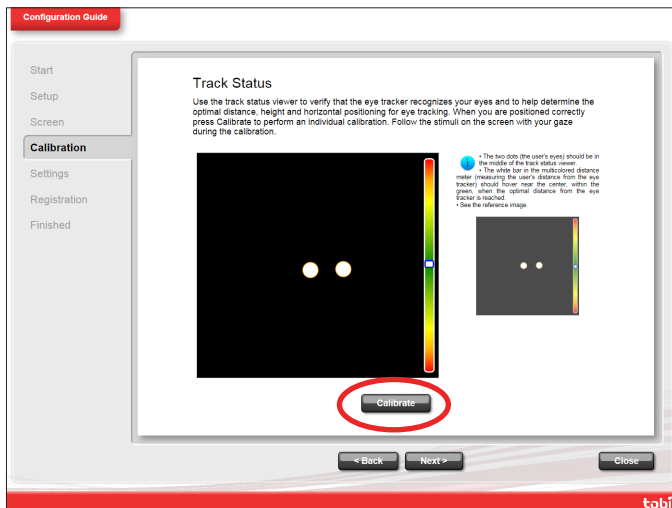 Configuration Guide
Start
Setup
Screen
Calibration
Settings
Registration
Finished
Track Status
Use the track status viewer to verify that the eye tracker recognizes your eyes and to help determine the
optimal distance, height and horizontal positioning for eye tracking. When you are positioned correctly
press Calibrate to perform an individual calibration. Follow the stimuli on the screen with your gaze
during the calibration.
• The two dots (the user's eyes) should be in
the middle of the track status viewer.
• The white bar in the multicolored distance
meter (measuring the user's distance from the eye
tracker) should hover near the center, within the
green, when the optimal distance from the eye
tracker is reached.
• See the reference image.
Calibrate
< Back
Next >
Close
tobi